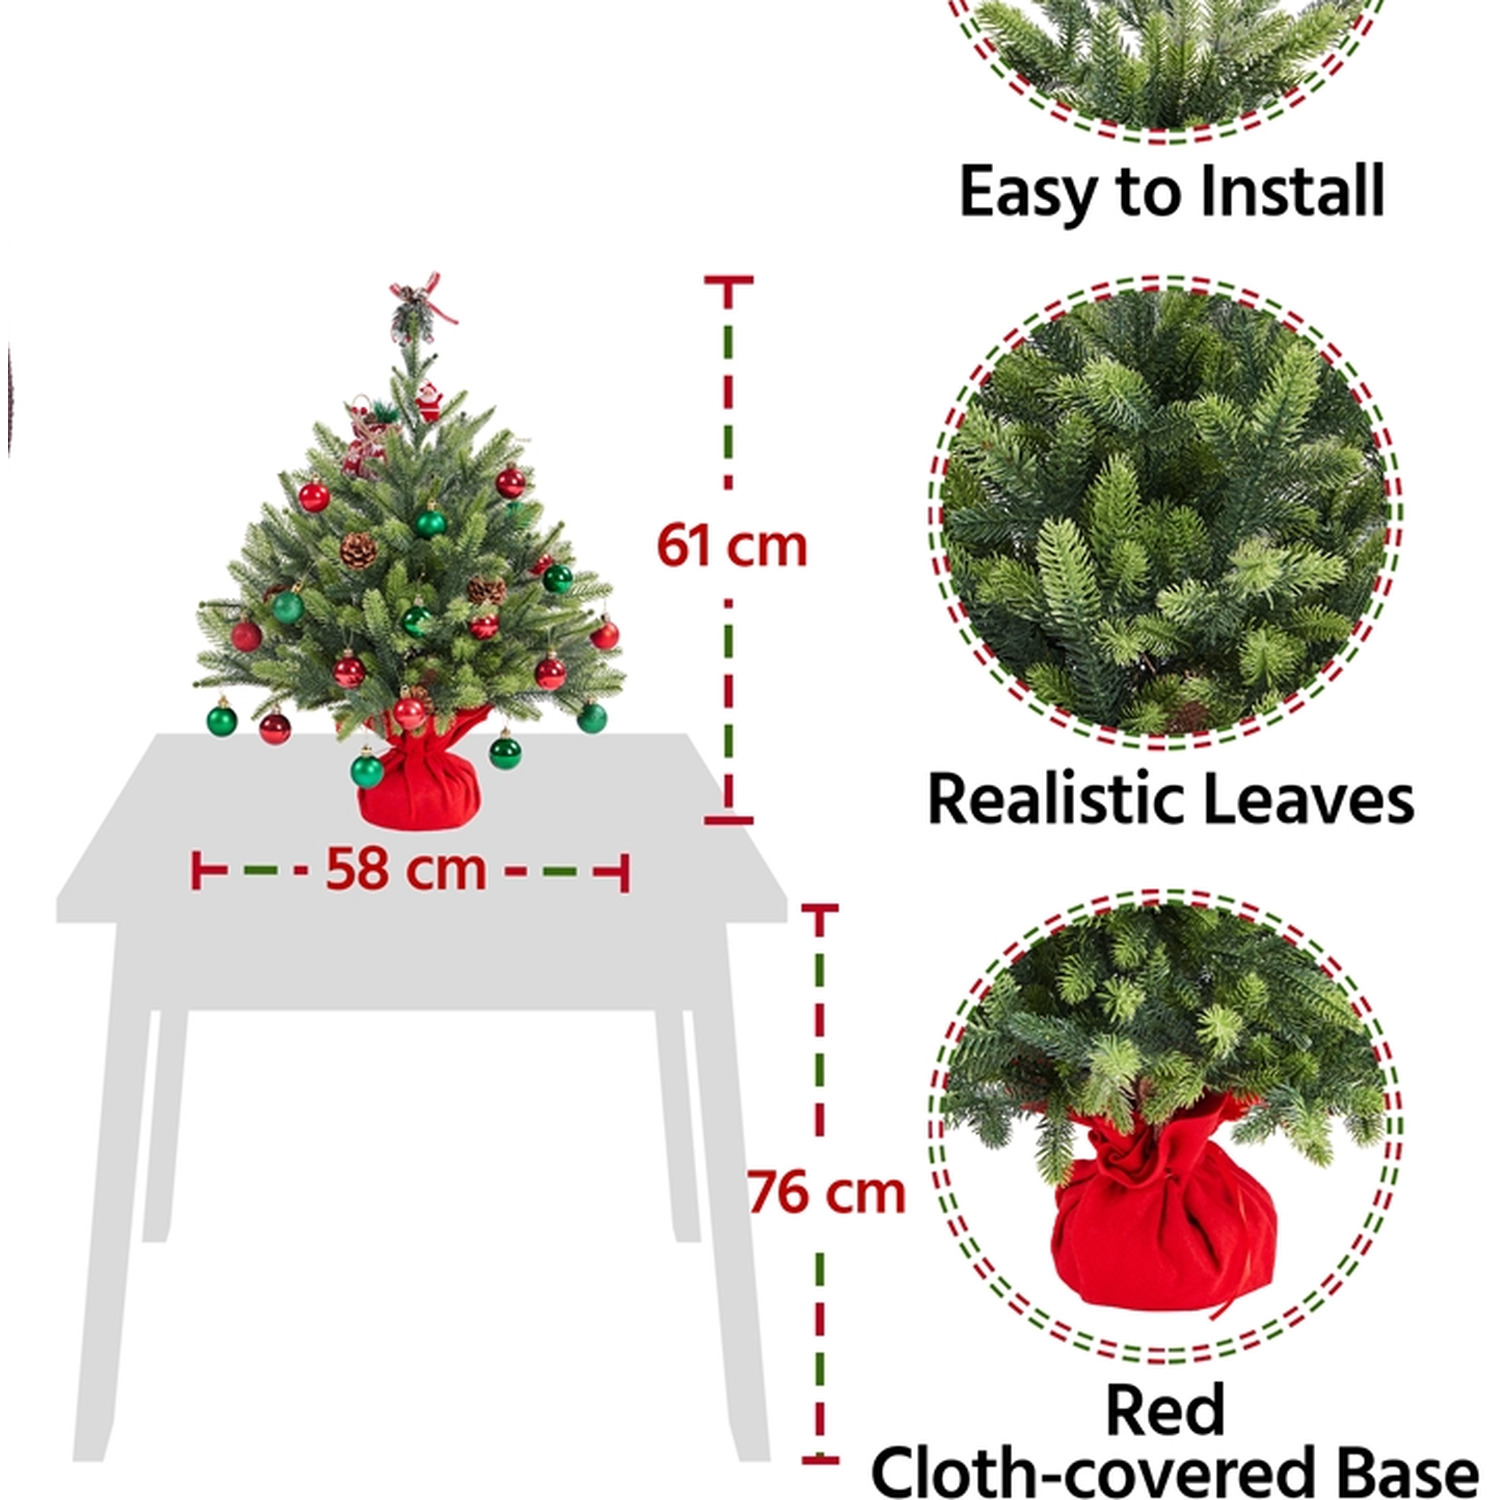 Easy to Install
61 cm
Realistic Leaves
58 cm
76 cm
Red
Cloth-covered Base